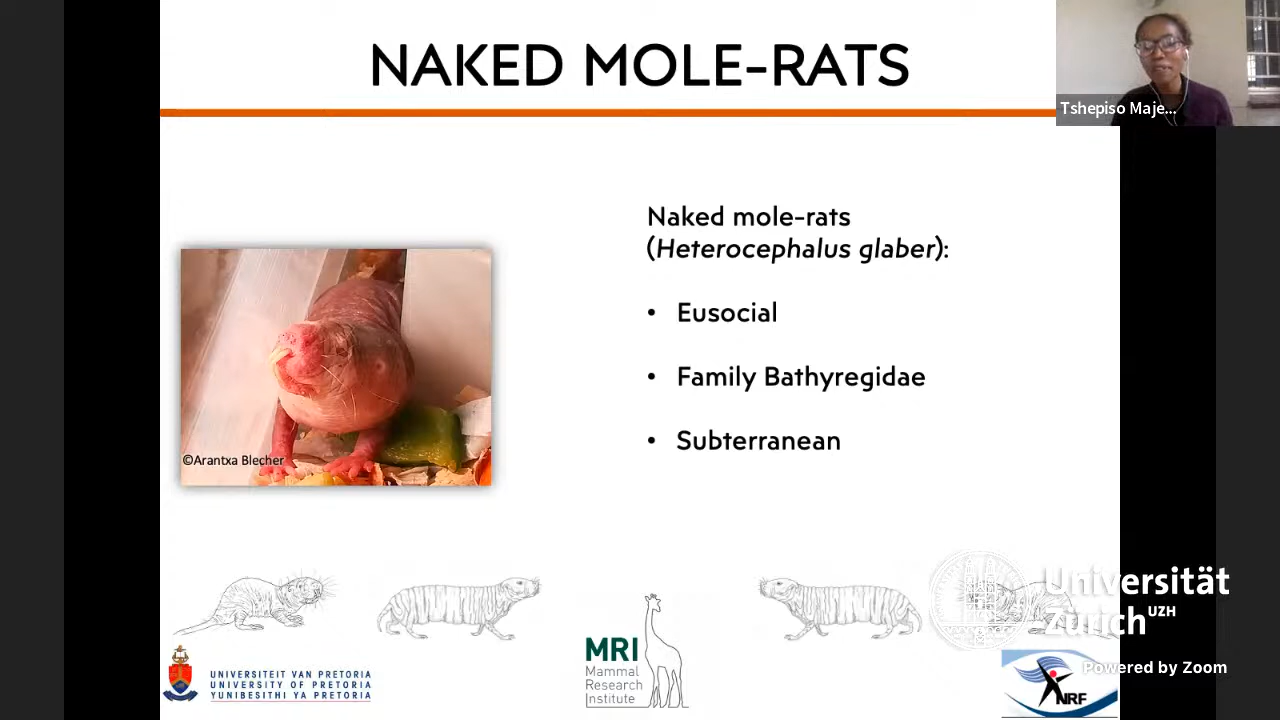 NAKED MOLE-RATS
Tshepiso Maje...
Naked mole-rats
(Heterocephalus glaber):
• Eusocial
• Family Bathyregidae
• Subterranean
©Arantxa Blecher
Universität
Zürich UZH
Powered by Zoom
UNIVERSITEIT VAN PRETORIA
UNIVERSITY OF PRETORIA
YUNIBESITHI YA PRETORIA
MRI
Mammal
Research
Institute
NRF